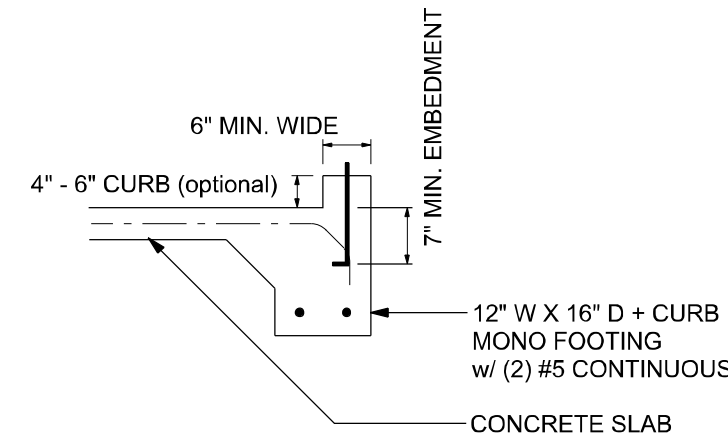 6" MIN. WIDE
7" MIN. EMBEDMENT
4" - 6" CURB (optional)
12" W X 16" D + CURB
MONO FOOTING
w/ (2) #5 CONTINUOUS
CONCRETE SLAB